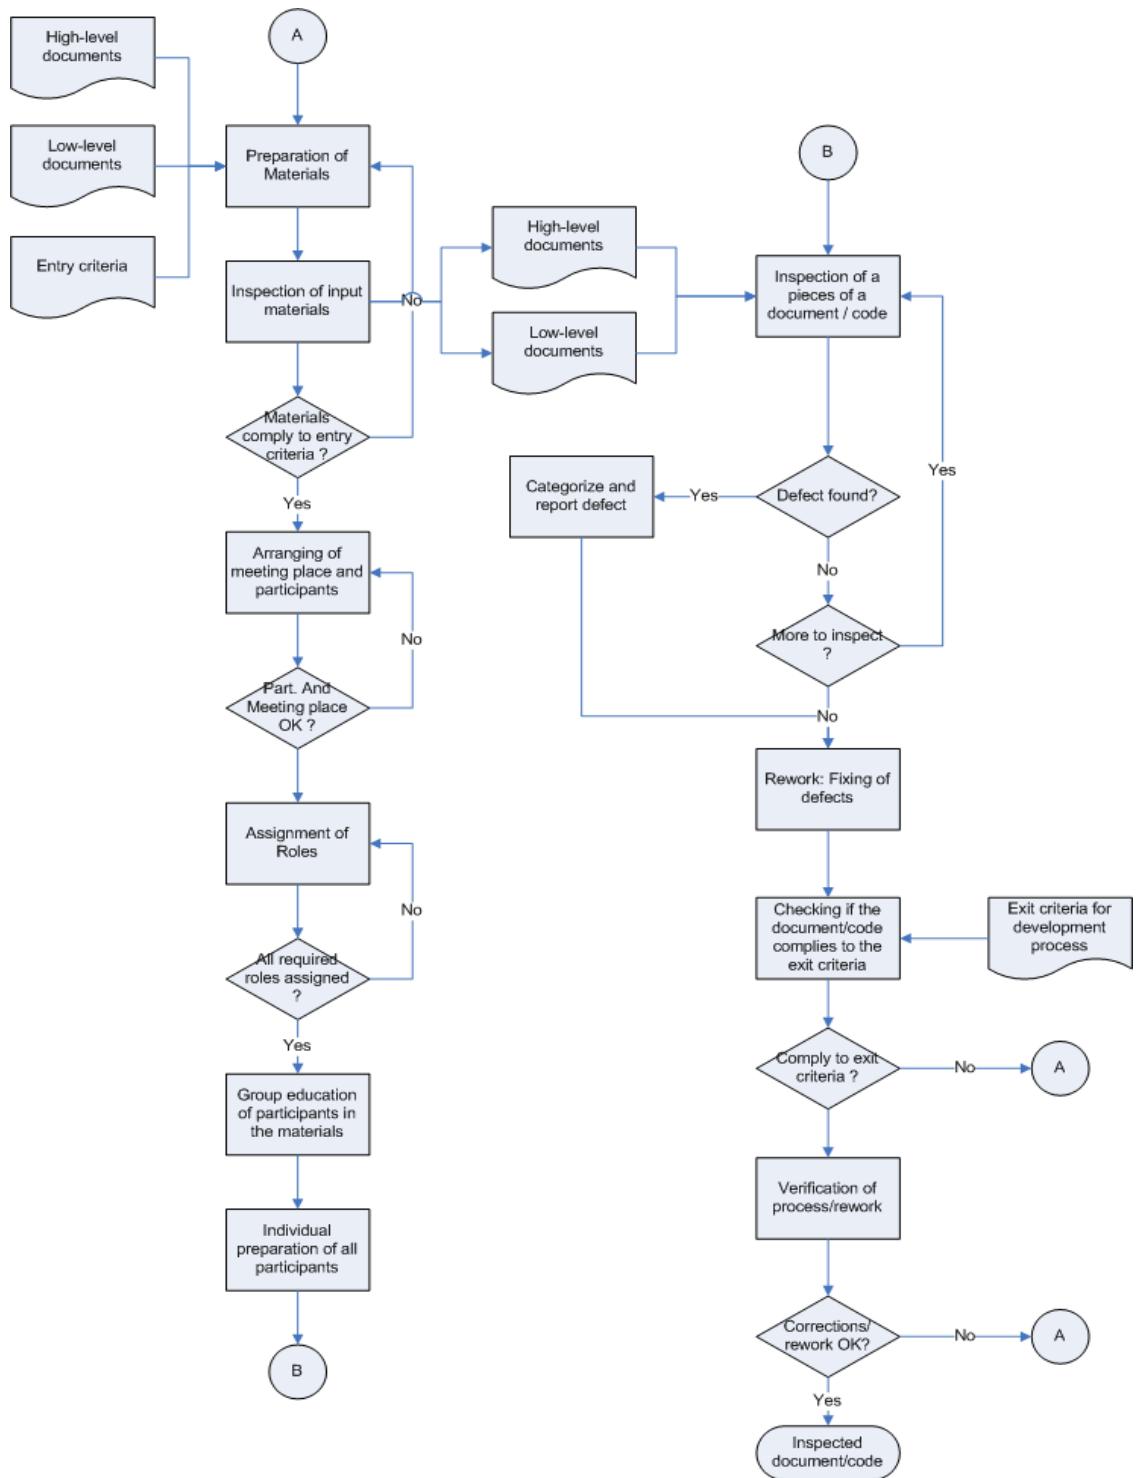 High-level
documents
A
Low-level
documents
Preparation of
Materials
Entry criteria
Inspection of input
materials
No
Materials
comply to entry
criteria ?
Yes
Arranging of
meeting place and
participants
No
Part. And
Meeting place
OK ?
Assignment of
Roles
No
All required
roles assigned
?
Yes
Group education
of participants in
the materials
Individual
preparation of all
participants
B
High-level
documents
Low-level
documents
B
Inspection of a
pieces of a
document / code
Yes
Categorize and
report defect
Yes
Defect found?
No
More to inspect
?
No
Rework: Fixing of
defects
Checking if the
document/code
complies to the
exit criteria
Exit criteria for
development
process
Comply to exit
criteria ?
No
A
Verification of
process/rework
Corrections/
rework OK?
No
A
Yes
Inspected
document/code